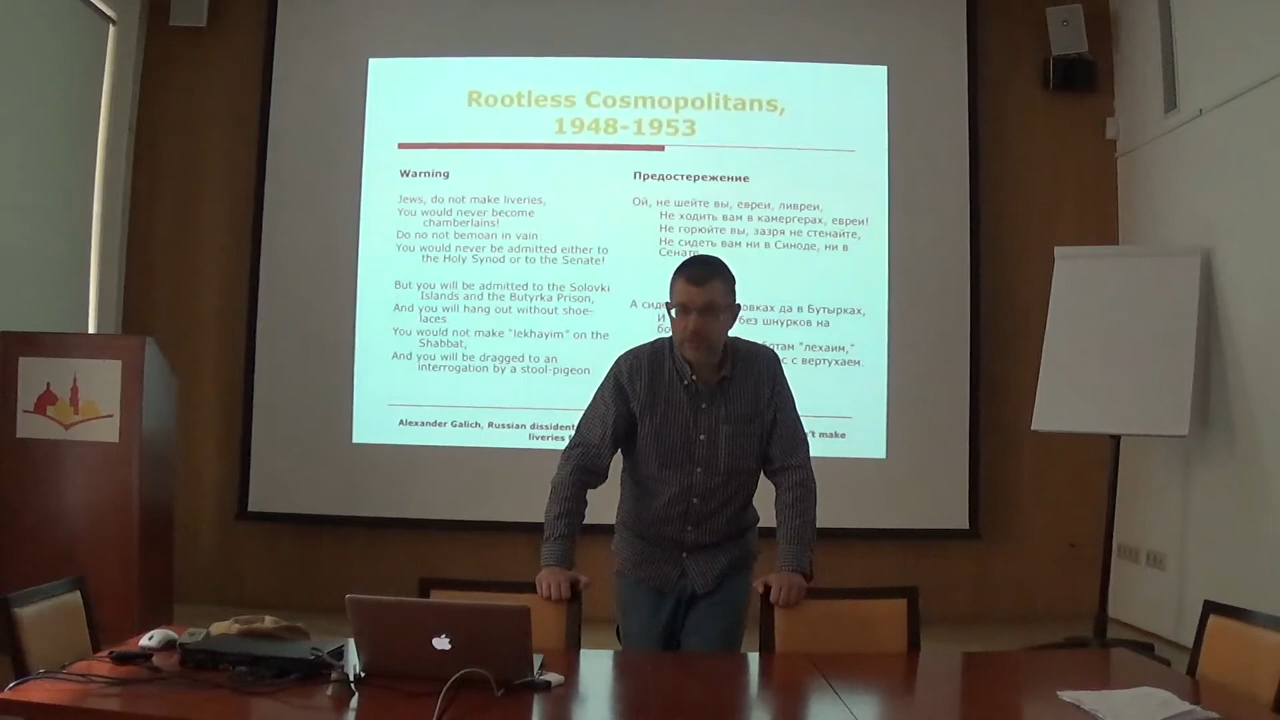 Rootless Cosmopolitans,
1948-1953
Warning
Jews, do not make liveries,
You would never become
chamberlains!
Do no not bemoan in vain
You would never be admitted either to
the Holy Synod or to the Senate!
But you will be admitted to the Solovki
Islands and the Butyrka Prison,
And you will hang out without shoe-
laces
You would not make "lekhayim" on the
Shabbat,
And you will be dragged to an
interrogation by a stool-pigeon
Предостережение
Ой, не шейте вы, евреи, ливреи,
Не ходить вам в камергерах, евреи!
Не горюйте вы, зазря не стенайте,
Не сидеть вам ни в Синоде, ни в
Сенате
А
да в Бутырках,
И
без шнурков на
"лехаим,"
с вертухаем.
Alexander Galich, Russian dissident
make
liveries